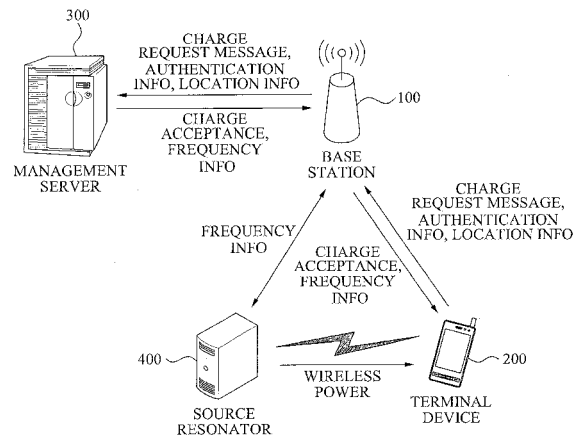 300
CHARGE
REQUEST MESSAGE,
AUTHENTICATION
INFO, LOCATION INFO
100
CHARGE
ACCEPTANCE,
FREQUENCY
INFO
MANAGEMENT
SERVER
BASE
STATION
CHARGE
REQUEST MESSAGE,
AUTHENTICATION
INFO, LOCATION INFO
FREQUENCY
INFO
CHARGE
ACCEPTANCE,
FREQUENCY
INFO
400
200
WIRELESS
POWER
SOURCE
RESONATOR
TERMINAL
DEVICE